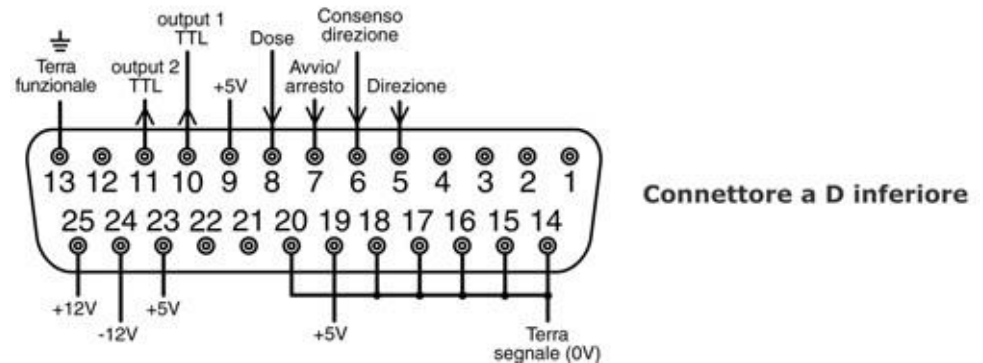 output 1
TTL
Dose
Consenso
direzione
Terra
funzionale
output 2
TTL
+5V
Avvio/
arresto
Direzione
13 12 11 10 9 8 7 6 5 4 3 2 1
25 24 23 22 21 20 19 18 17 16 15 14
Connettore a D inferiore
+12V
-12V
+5V
+5V
Terra
segnale (0V)